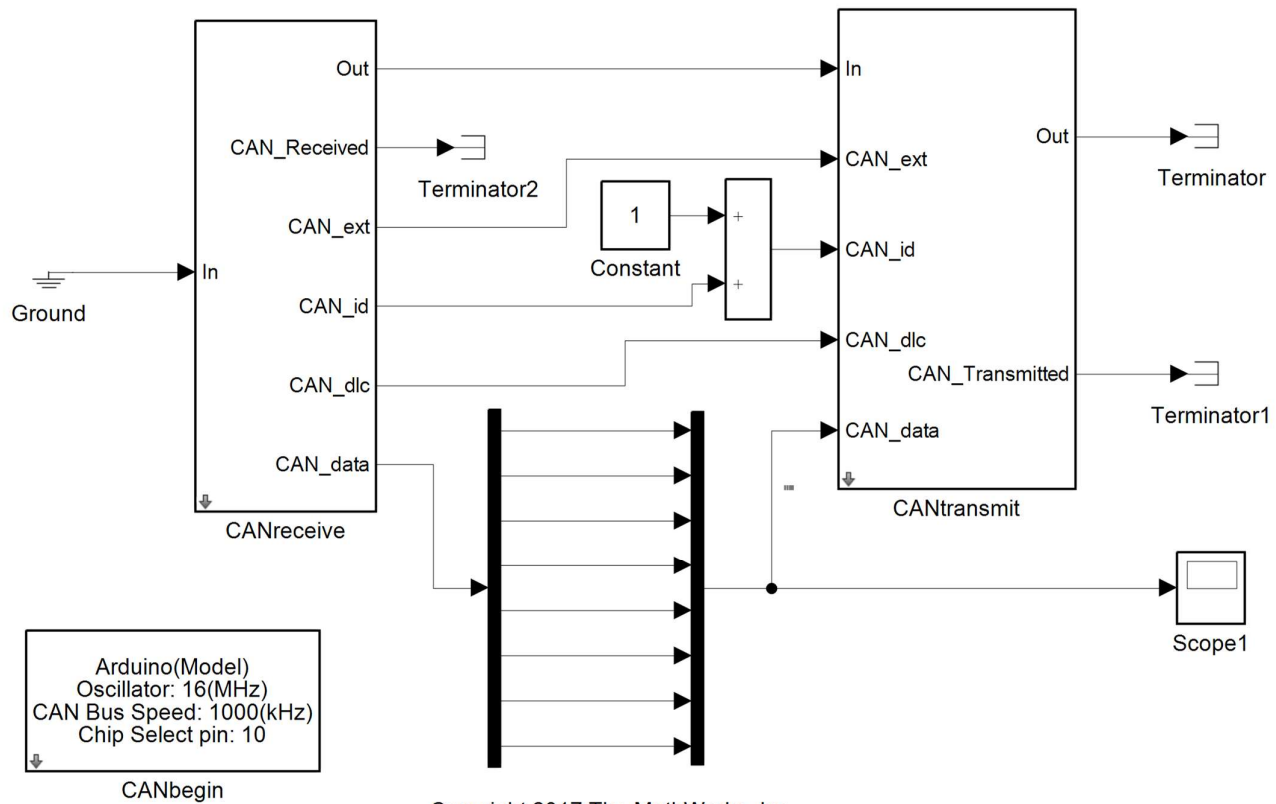 Out
CAN_Received
CAN_ext
CAN_id
CAN_dlc
CAN_data
In
Ground
CANreceive
Terminator2
1
Constant
+
+
In
CAN_ext
CAN_id
CAN_dlc
CAN_data
Out
CAN_Transmitted
CANtransmit
Terminator
Terminator1
Scope1
Arduino(Model)
Oscillator: 16(MHz)
CAN Bus Speed: 1000(kHz)
Chip Select pin: 10
CANbegin
2017 The